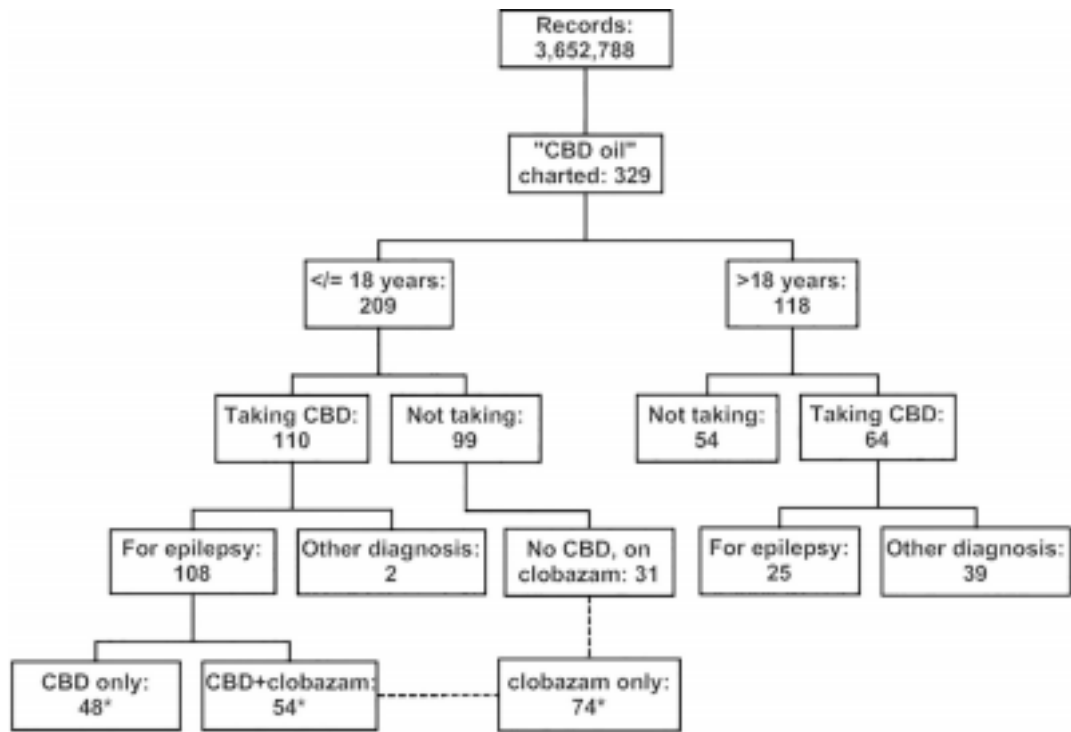 Records:
3,652,788
"CBD oil"
charted: 329
</= 18 years:
209
>18 years:
118
Taking CBD:
110
Not taking:
99
Not taking:
54
Taking CBD:
64
For epilepsy:
108
Other diagnosis:
2
No CBD, on
clobazam: 31
For epilepsy:
25
Other diagnosis:
39
CBD only:
48*
CBD+clobazam:
54*
clobazam only:
74*